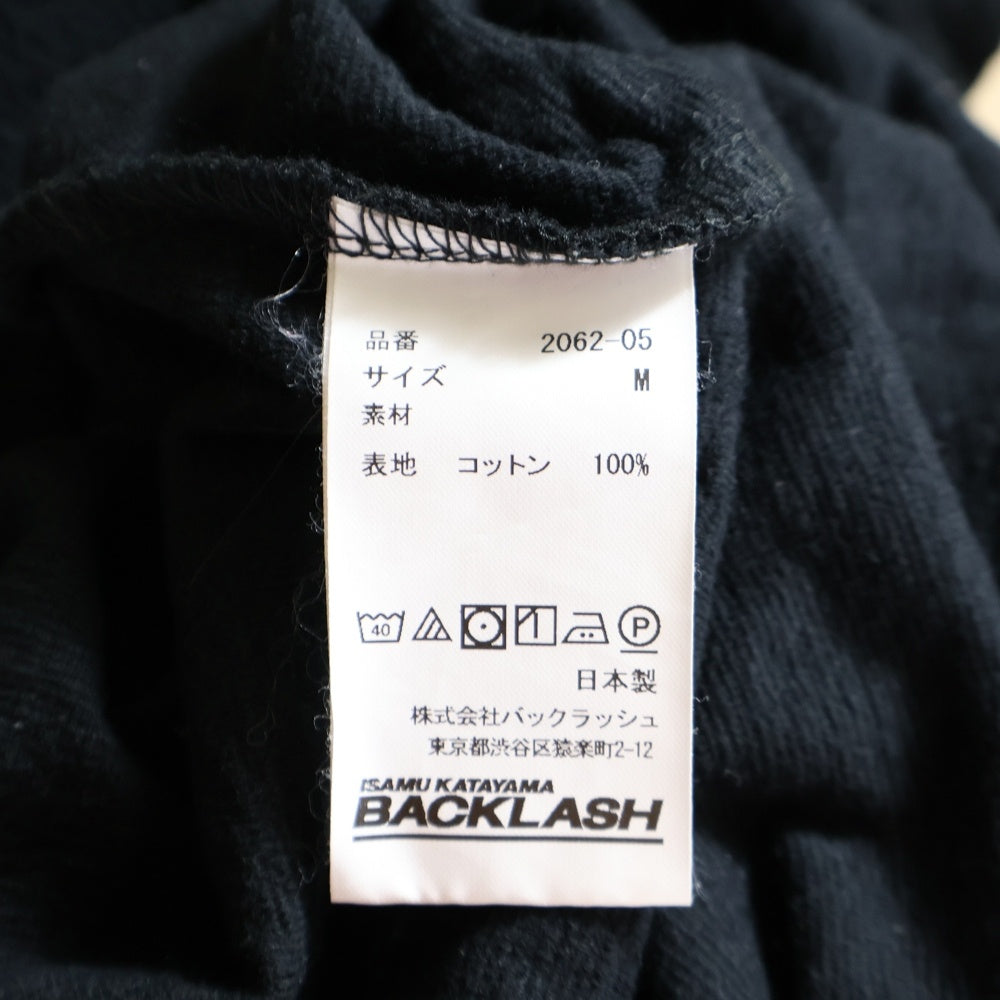 品番 2062-05
サイズ M
素材
表地 コットン 100%
40 P
日本製
株式会社バックラッシュ
東京都渋谷区猿楽町2-12
ISAMU KATAYAMA
BACKLASH